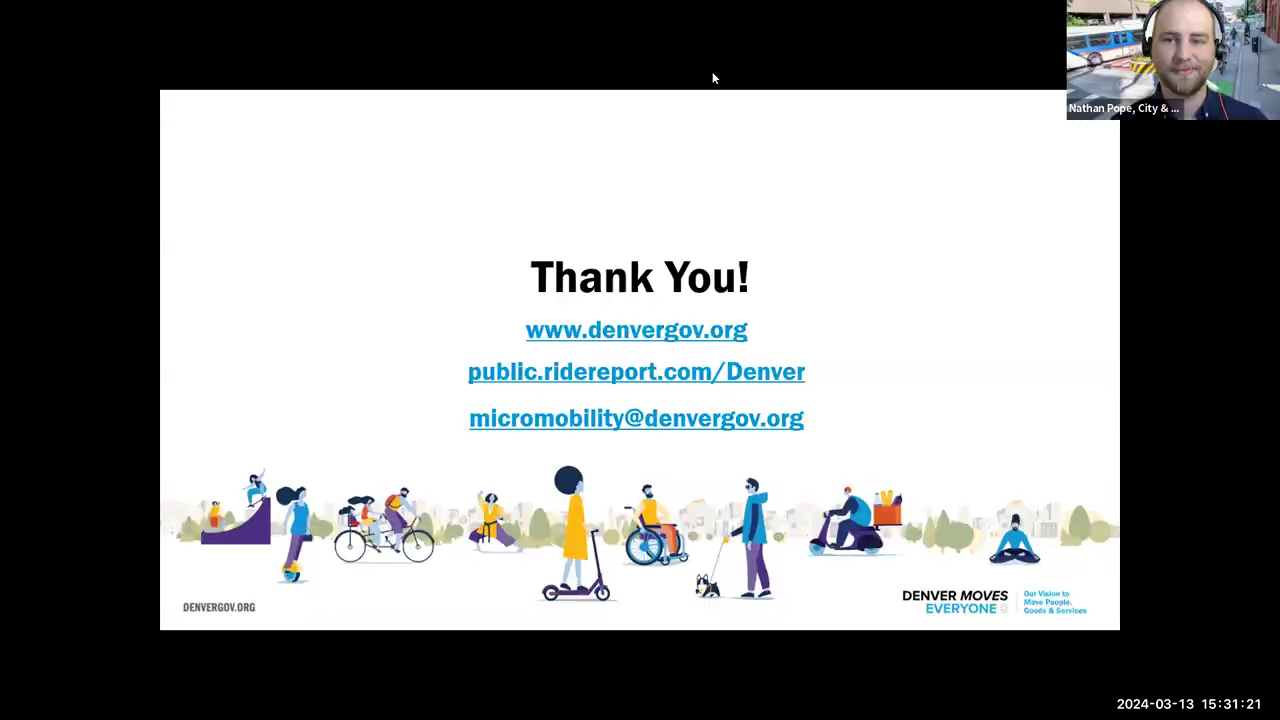 Nathan Pope, City & ...
Thank You!
www.denvergov.org
public.ridereport.com/Denver
micromobility@denvergov.org
DENVERGOV.ORG
DENVER MOVES
EVERYONE
Our Vision to
Move People,
Goods & Services
2024-03-13 15:31:21